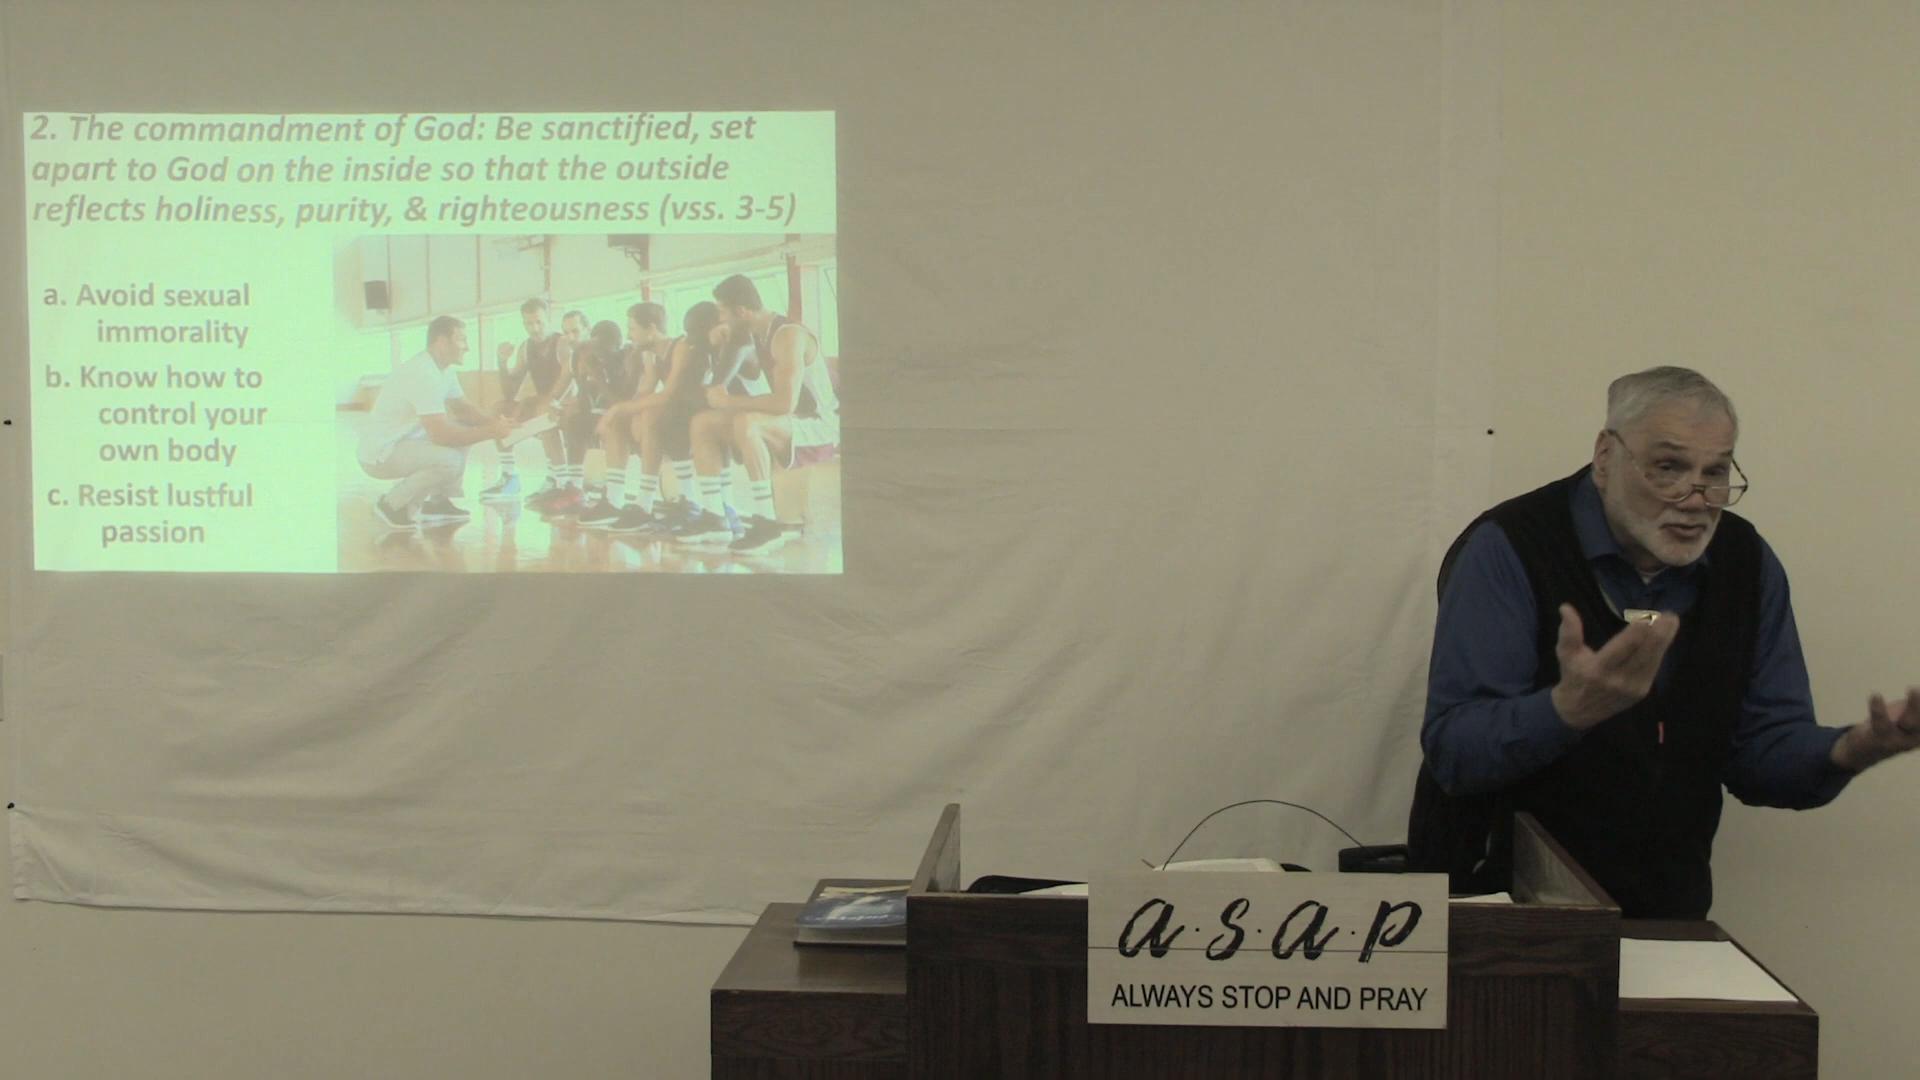 2. The commandment of God: Be sanctified, set
apart to God on the inside so that the outside
reflects holiness, purity, & righteousness (vss. 3-5)
a. Avoid sexual
immorality
b. Know how to
control your
own body
c. Resist lustful
passion
a.s.a.p
ALWAYS STOP AND PRAY